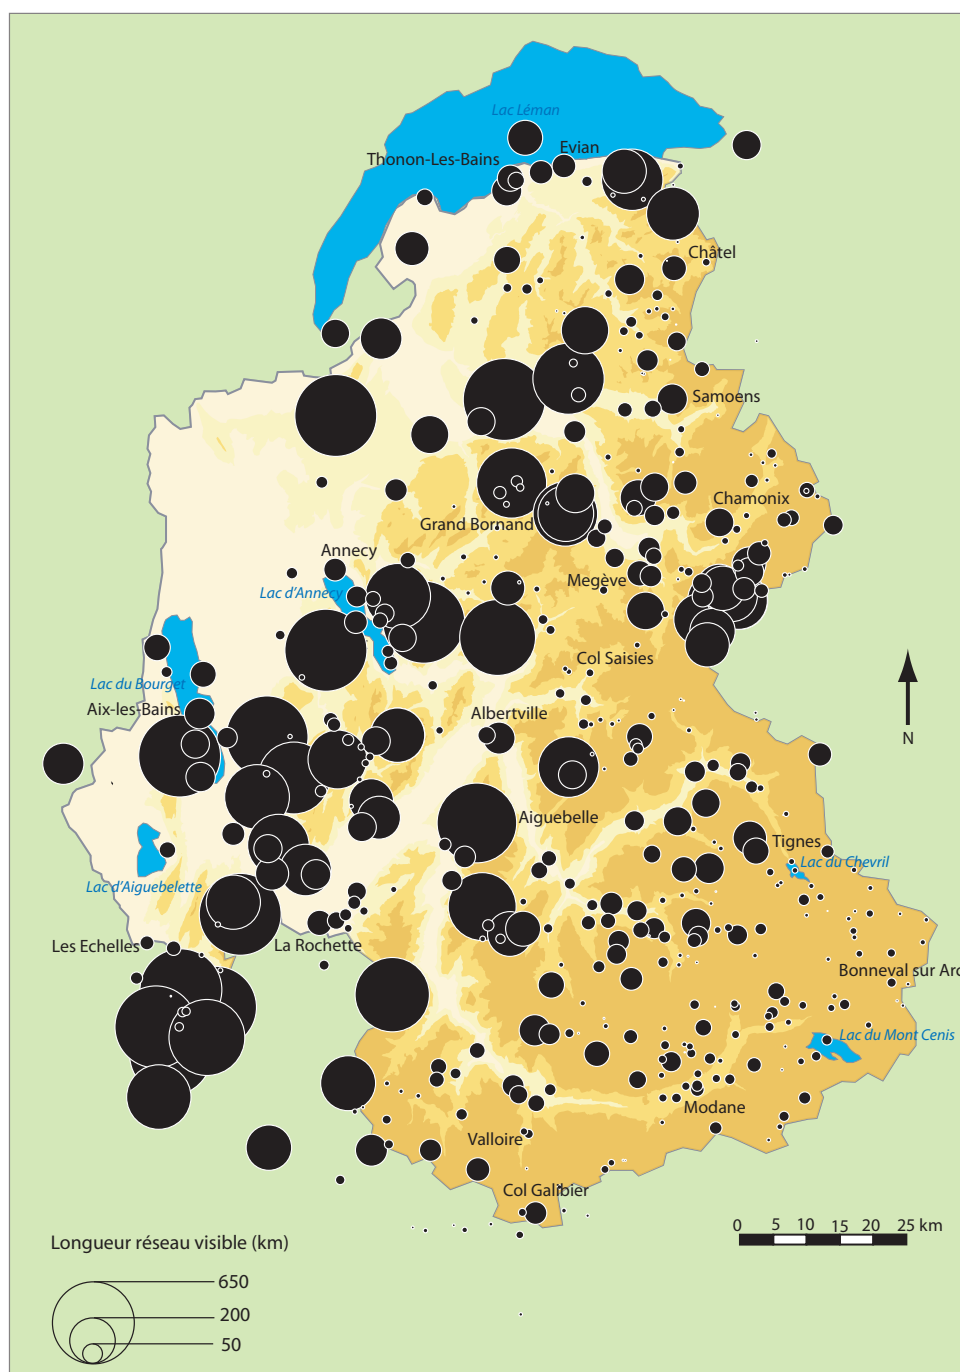 Lac Léman
Evian
Thonon-Les-Bains
Châtel
Samoens
Chamonix
Grand Bornand
Annecy
Megève
Lac d'Annecy
Col Saisies
Lac du Bourget
Aix-les-Bains
Albertville
N
Aiguebelle
Tignes
Lac du Chevril
Lac d'Aiguebelette
Les Echelles
La Rochette
Bonneval sur Arc
Lac du Mont Cenis
Modane
Valloire
Col Galibier
0 5 10 15 20 25 km
Longueur réseau visible (km)
650
200
50